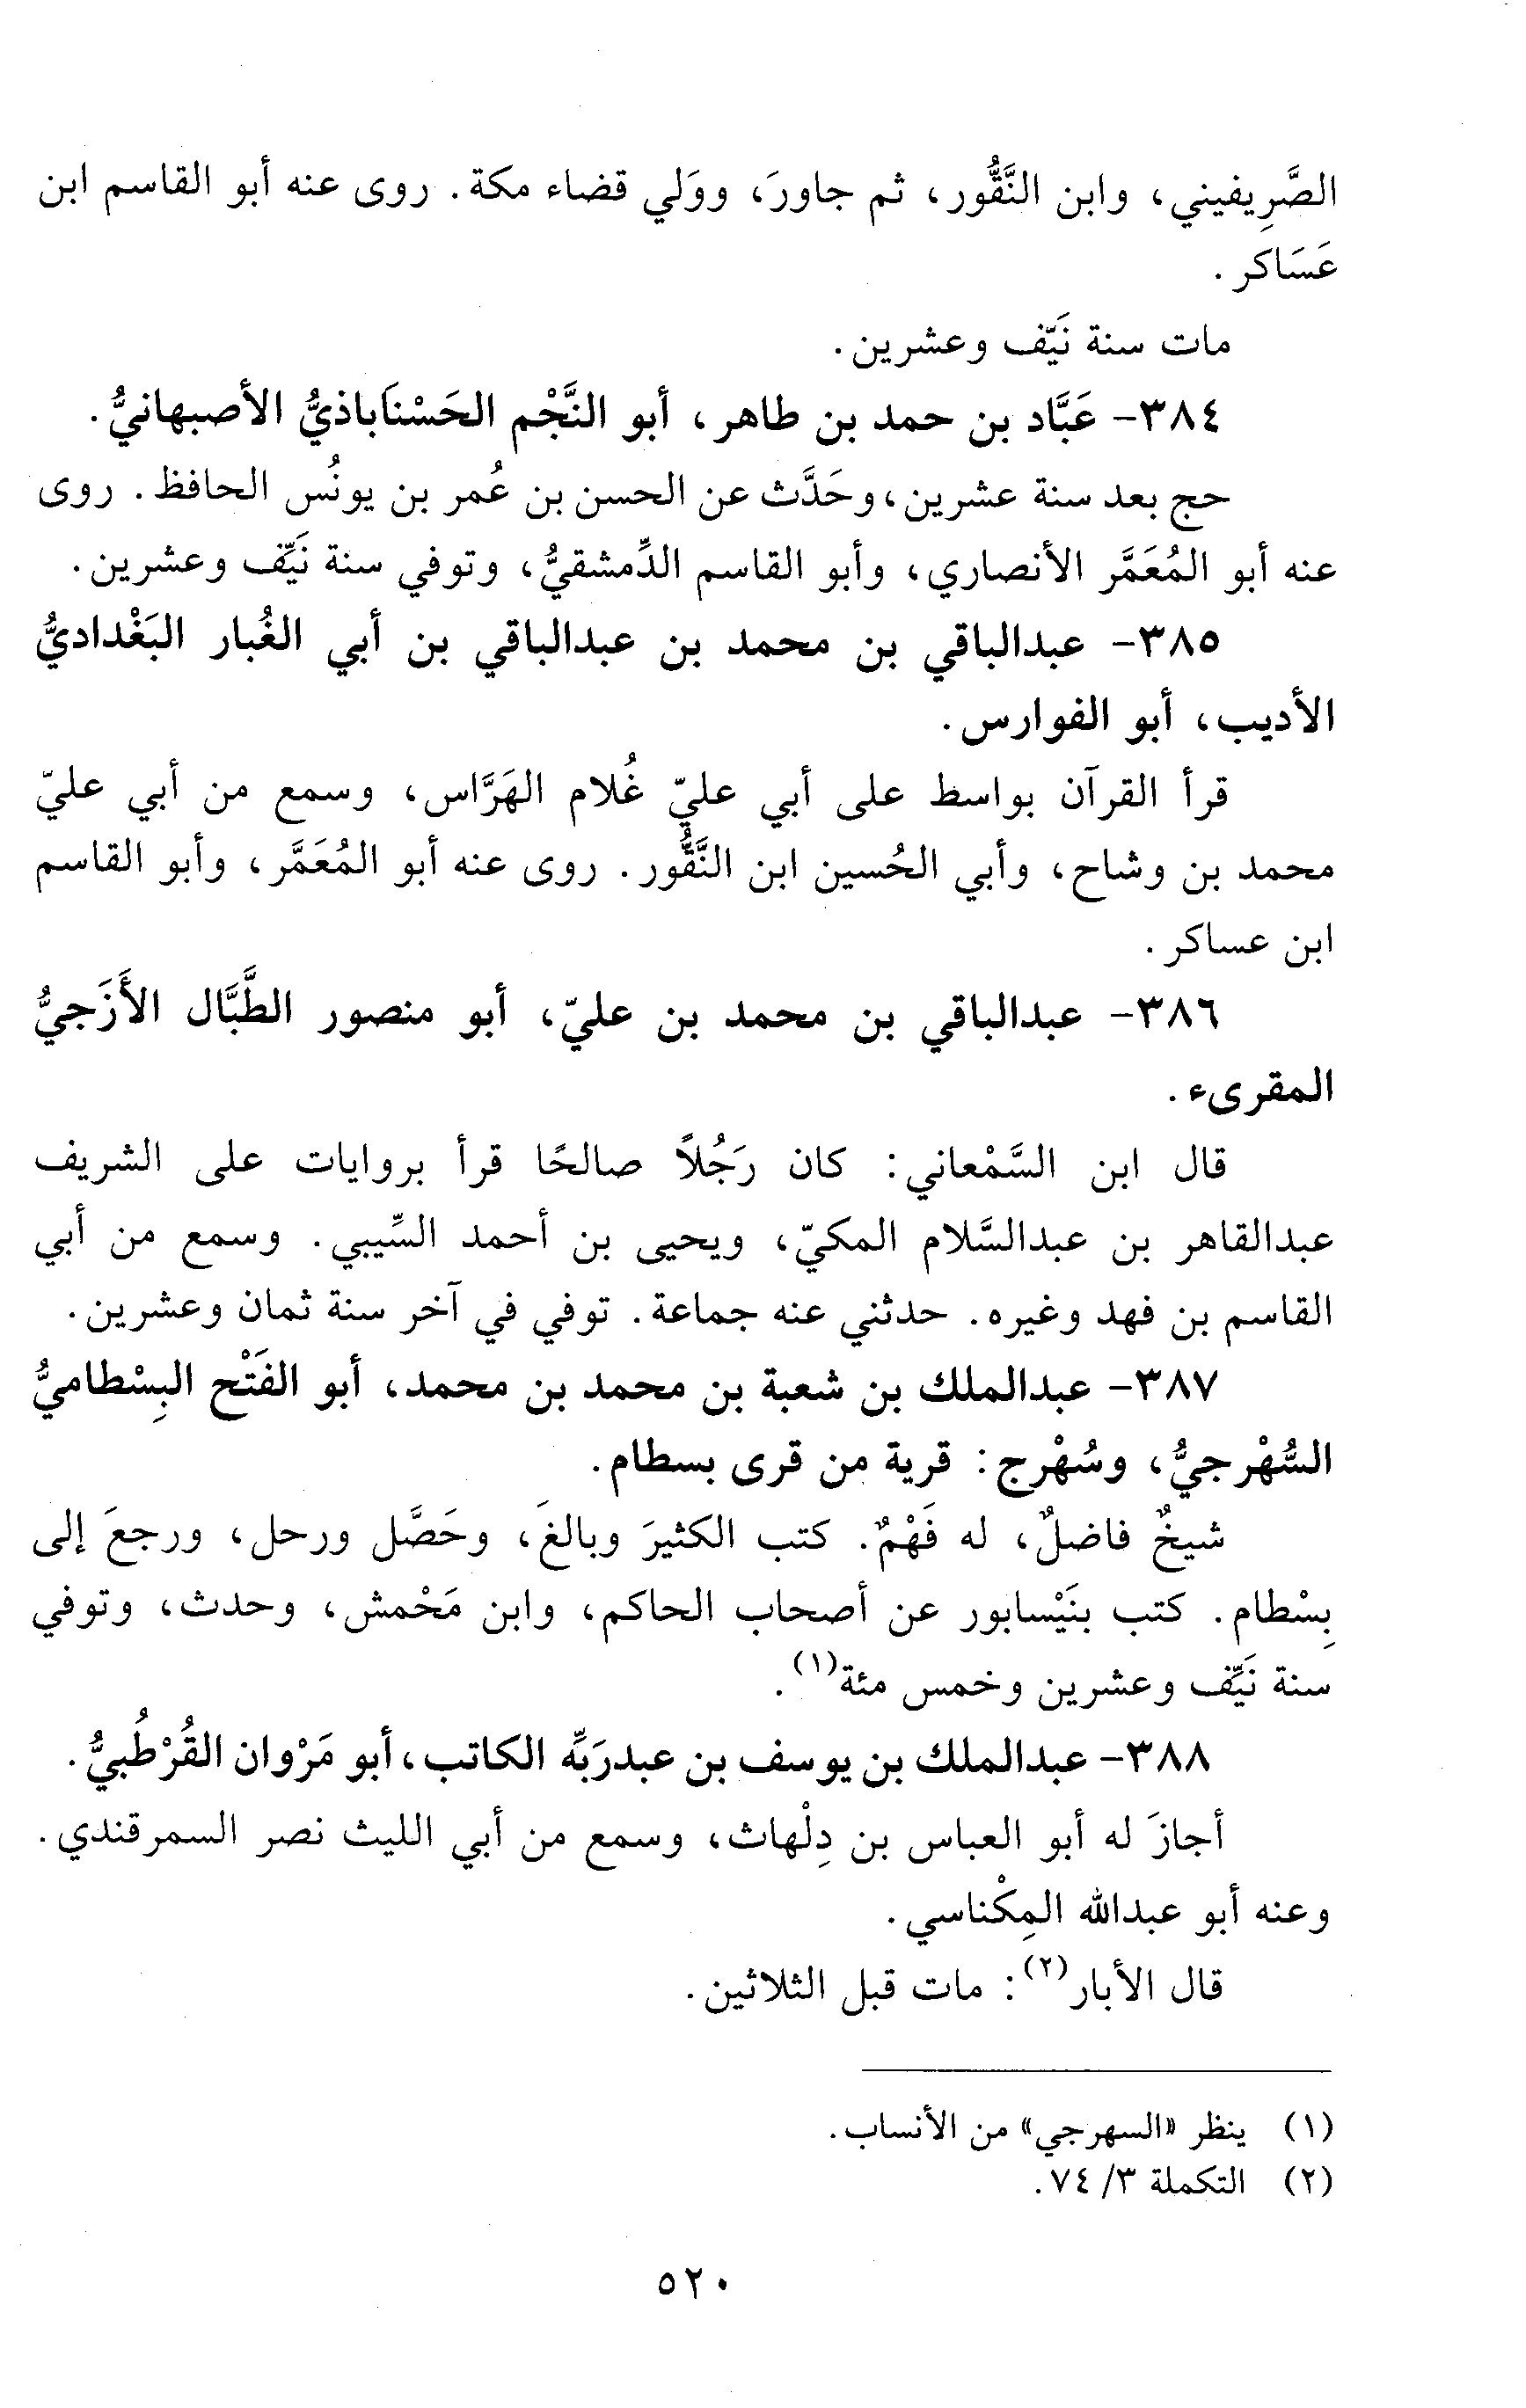 الصَّرِيفيني، وابن النَّقُّور، ثم جاورَ، ووَلي قضاء مكة. روى عنه أبو القاسم ابن
عَسَاكر.
مات سنة نَيّف وعشرين.
٣٨٤- عَبَّاد بن حمد بن طاهر، أبو النَّجْم الحَسْنَاباذيُّ الأصبهانيُّ.
حج بعد سنة عشرين، وحَدَّث عن الحسن بن عُمر بن يونُس الحافظ. روى
عنه أبو المُعَمَّر الأنصاري، وأبو القاسم الدِّمشقيُّ، وتوفي سنة نَيِّف وعشرين.
٣٨٥- عبدالباقي بن محمد بن عبدالباقي بن أبي الغُبار البَغْداديُّ
الأديب، أبو الفوارس.
قرأ القرآن بواسط على أبي عليّ غُلام الهَرَّاس، وسمع من أبي عليّ
محمد بن وشاح، وأبي الحُسين ابن النَّقُّور. روى عنه أبو المُعَمَّر، وأبو القاسم
ابن عساكر.
٣٨٦- عبدالباقي بن محمد بن عليّ، أبو منصور الطَّبَّال الأَزَجيُّ
المقرىء.
قال ابن السَّمْعاني: كان رَجُلاً صالحًا قرأ بروايات على الشريف
عبدالقاهر بن عبدالسَّلام المكيّ، ويحيى بن أحمد السِّيبي. وسمع من أبي
القاسم بن فهد وغيره. حدثني عنه جماعة. توفي في آخر سنة ثمان وعشرين.
٣٨٧- عبدالملك بن شعبة بن محمد بن محمد، أبو الفَتْح البِسْطاميُّ
السُّهْرجيُّ، وسُهْرج: قرية من قرى بسطام.
شيخٌ فاضلٌ، له فَهْمٌ. كتب الكثيرَ وبالغَ، وحَصَّل ورحل، ورجعَ إلى
بِسْطام. كتب بنَيْسابور عن أصحاب الحاكم، وابن مَحْمش، وحدث، وتوفي
سنة نَيِّف وعشرين وخمس مئة(١).
٣٨٨- عبدالملك بن يوسف بن عبدرَبِّه الكاتب، أبو مَرْوان القُرْطُبيُّ.
أجازَ له أبو العباس بن دِلْهاث، وسمع من أبي الليث نصر السمرقندي.
وعنه أبو عبدالله المِكْناسي.
قال الأبار(٢): مات قبل الثلاثين.
(١) ينظر «السهرجي» من الأنساب.
(٢) التكملة ٣/ ٧٤.
٥٢٠